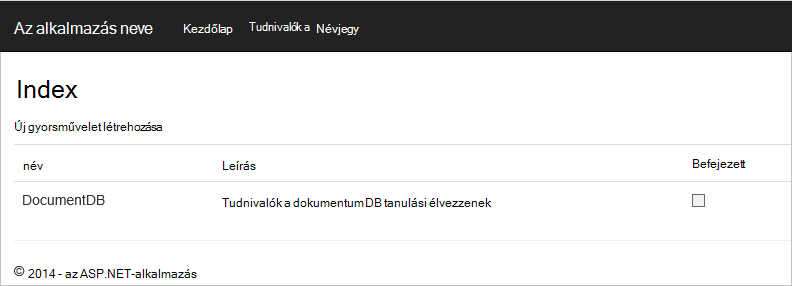 Az alkalmazás neve Kezdőlap Tudnivalók a Névjegy
Index
Új gyorsművelet létrehozása
név Leírás Befejezett
DocumentDB Tudnivalók a dokumentum DB tanulási élvezzenek
© 2014 - az ASP.NET-alkalmazás